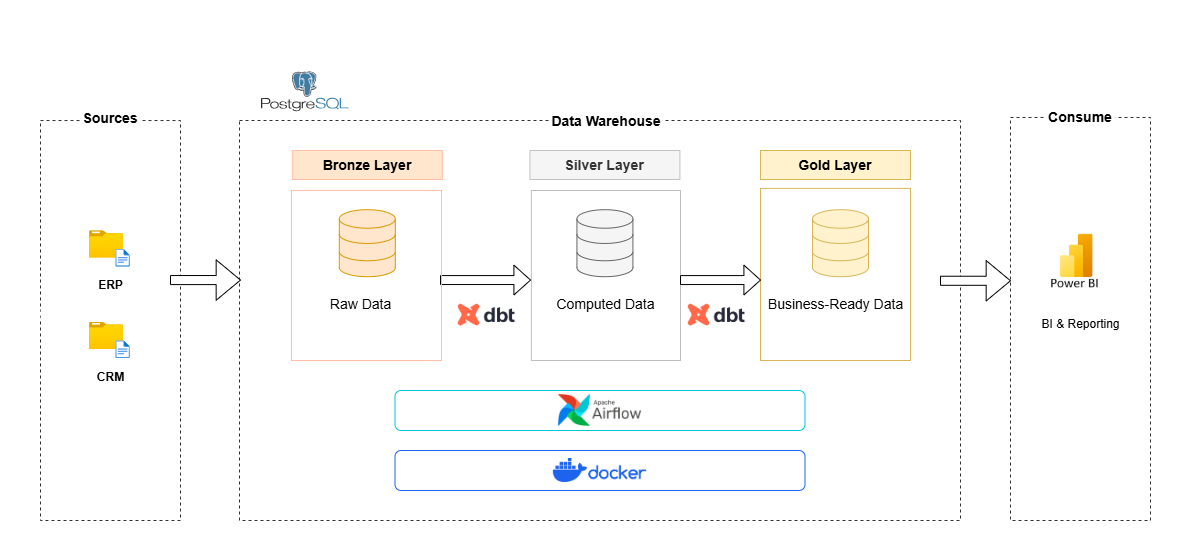 PostgreSQL
Sources
Data Warehouse
Consume
Bronze Layer
Silver Layer
Gold Layer
ERP
CRM
Raw Data
dbt
Computed Data
dbt
Business-Ready Data
Power BI
BI & Reporting
Apache
Airflow
docker